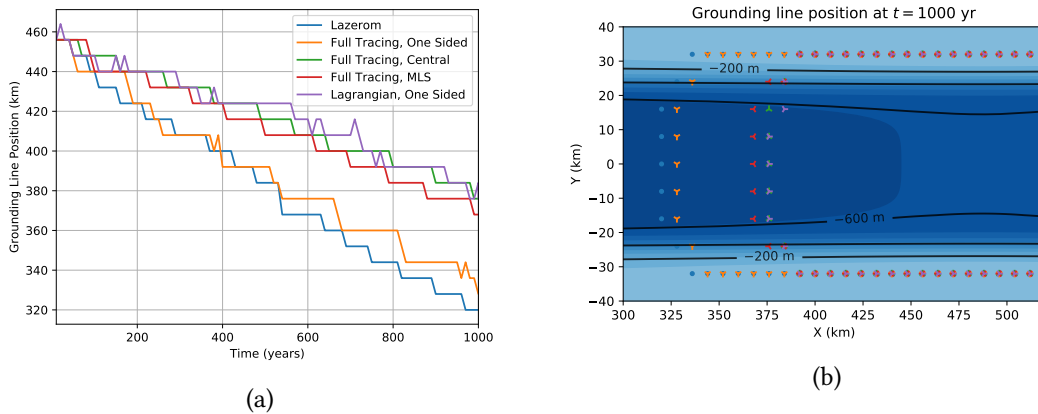 460
440
420
400
380
360
340
320
200
400
600
800
1000
Grounding Line Position (km)
Time (years)
Lazerom
Full Tracing, One Sided
Full Tracing, Central
Full Tracing, MLS
Lagrangian, One Sided
(a)
Grounding line position at t = 1000 yr
40
30
20
10
0
−10
−20
−30
−40
Y (km)
−200 m
−600 m
−200 m
300
325
350
375
400
425
450
475
500
X (km)
(b)